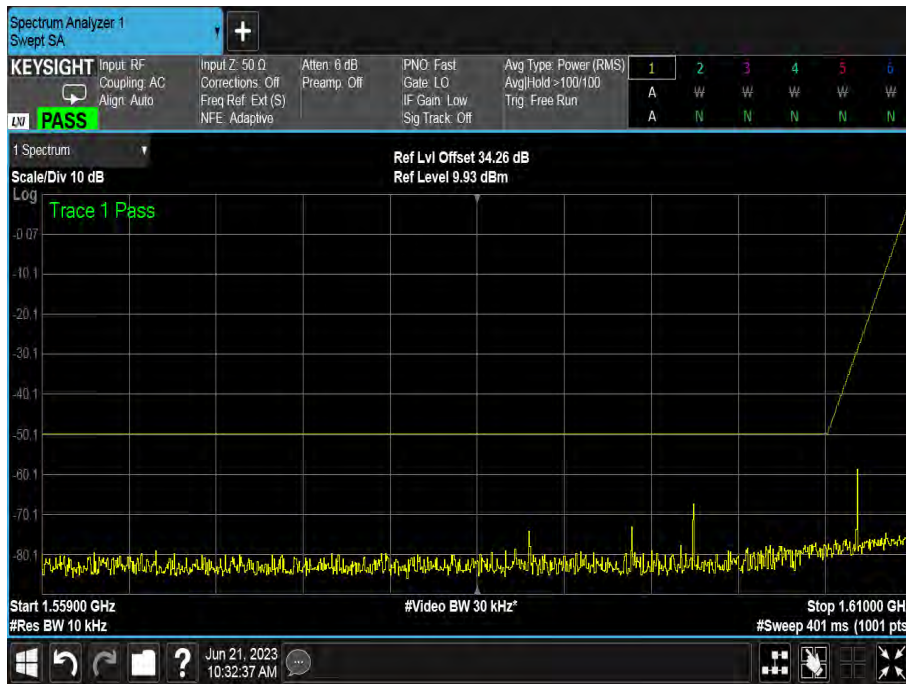 Spectrum Analyzer 1
Swept SA
+
KEYSIGHT
Input: RF
Coupling: AC
Align: Auto
Input Z: 50 Ω
Corrections: Off
Freq Ref: Ext (S)
NFE: Adaptive
Atten: 6 dB
Preamp: Off
PNO: Fast
Gate: LO
IF Gain: Low
Sig Track: Off
Avg Type: Power (RMS)
Avg|Hold >100/100
Trig: Free Run
1 2 3 4 5 6
A W W W W W
A N N N N N
LXI PASS
1 Spectrum
Scale/Div 10 dB
Ref Lvl Offset 34.26 dB
Ref Level 9.93 dBm
Log
Trace 1 Pass
-0.07
-10.1
-20.1
-30.1
-40.1
-50.1
-60.1
-70.1
-80.1
Start 1.55900 GHz
#Video BW 30 kHz*
Stop 1.61000 GH
#Res BW 10 kHz
#Sweep 401 ms (1001 pts
?
Jun 21, 2023
10:32:37 AM